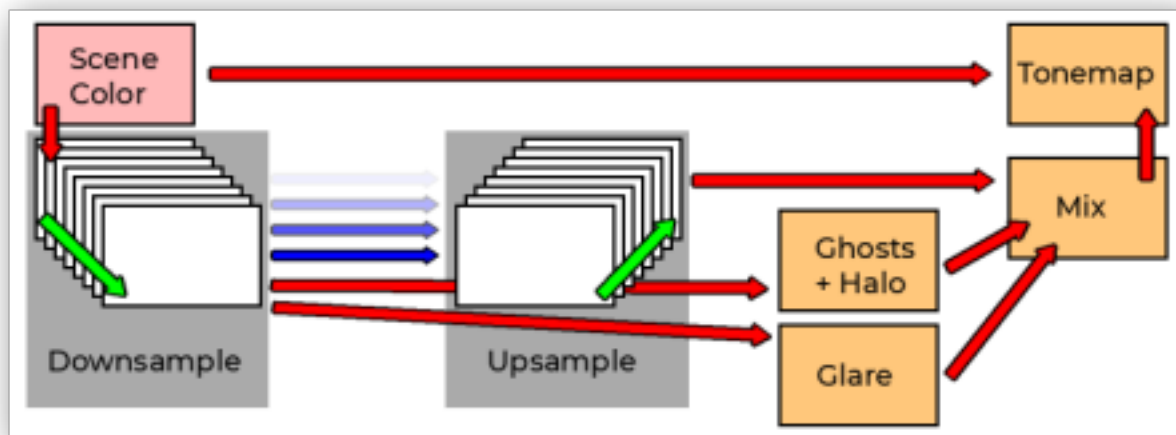 Scene
Color
Tonemap
Mix
Ghosts
+ Halo
Downsample
Upsample
Glare